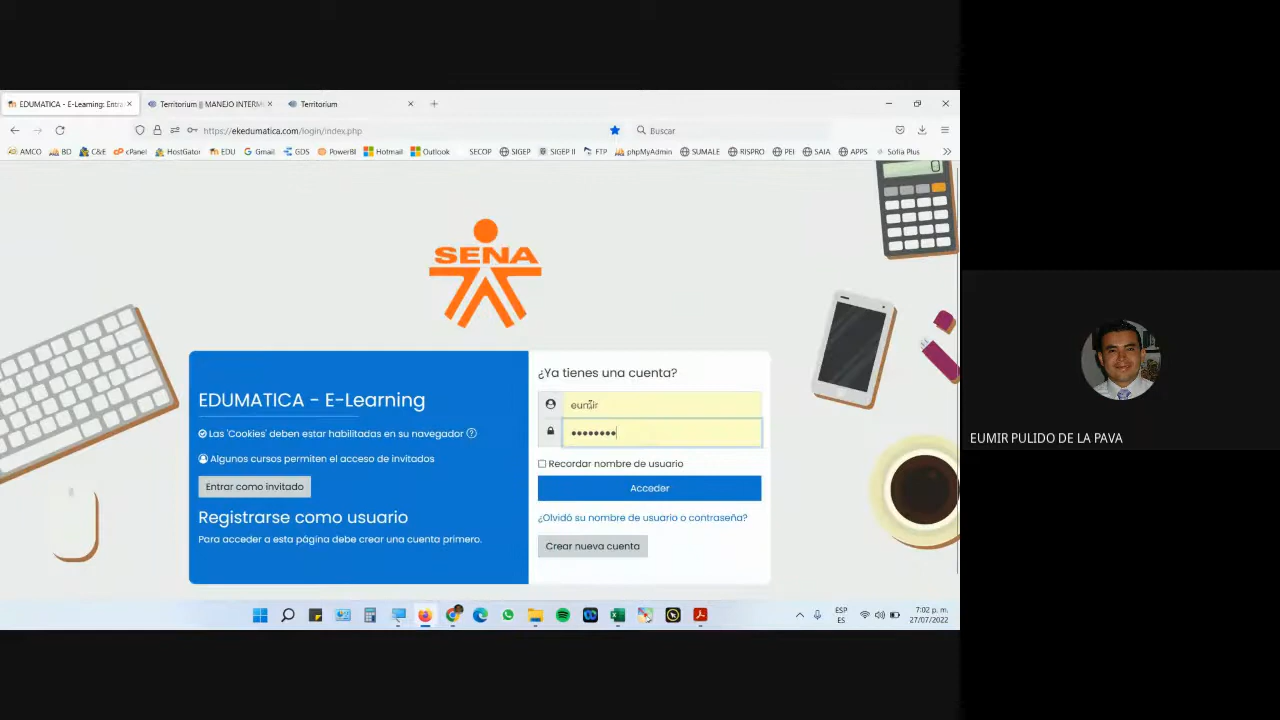 EDUMATICA - E-Learning: Entra
Territorium || MANEJO INTERM
Territorium
https://ekedumatica.com/login/index.php
Buscar
AMCO BD C&E cPanel HostGator EDU Gmail GDS PowerBI Hotmail Outlook SECOP SIGEP SIGEP II FTP phpMyAdmin SUMALE RISPRO PEI SAIA APPS Sofia Plus
0
SENA
EDUMATICA - E-Learning
Las 'Cookies' deben estar habilitadas en su navegador
Algunos cursos permiten el acceso de invitados
Entrar como invitado
Registrarse como usuario
Para acceder a esta página debe crear una cuenta primero.
¿Ya tienes una cuenta?
eumir
Recordar nombre de usuario
Acceder
¿Olvidó su nombre de usuario o contraseña?
Crear nueva cuenta
EUMIR PULIDO DE LA PAVA
ESP
ES
7:02 p. m.
27/07/2022